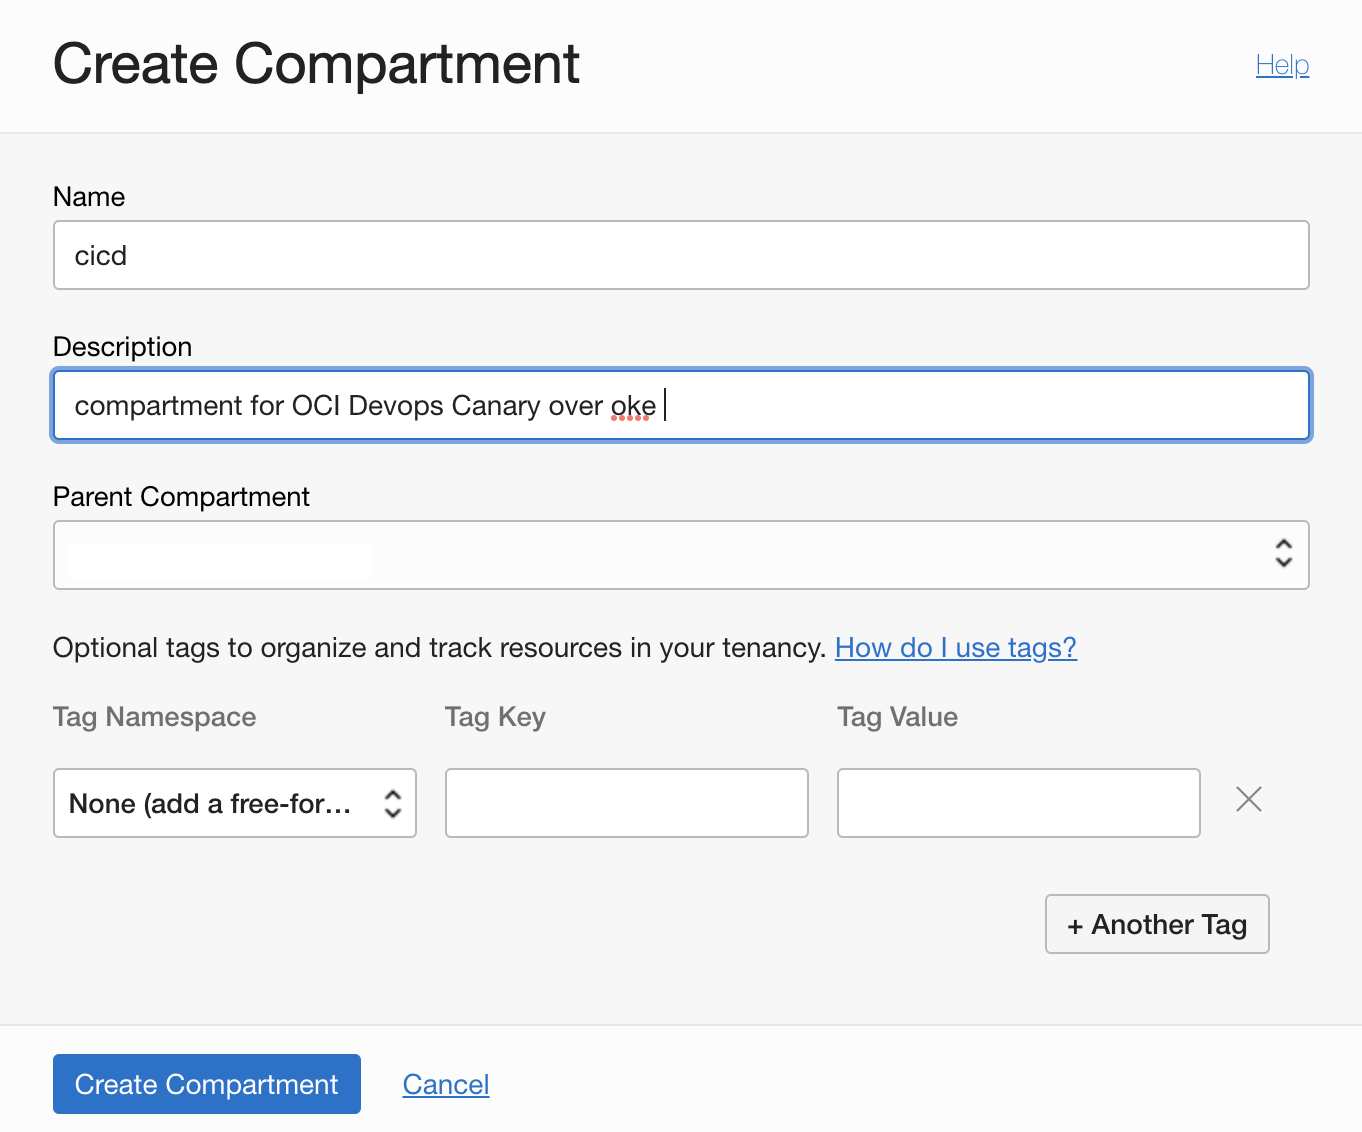 Create Compartment
Help
Name
cicd
Description
compartment for OCI Devops Canary over oke
Parent Compartment
Optional tags to organize and track resources in your tenancy. How do I use tags?
Tag Namespace Tag Key Tag Value
None (add a free-for...
+ Another Tag
Create Compartment Cancel